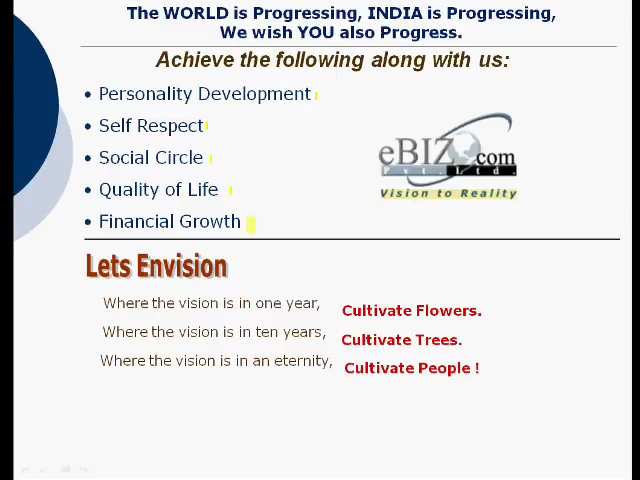 The WORLD is Progressing, INDIA is Progressing,
We wish YOU also Progress.
Achieve the following along with us:
• Personality Development
• Self Respect
• Social Circle
• Quality of Life
• Financial Growth
eBIZ.com
Pvt. Ltd.
Vision to Reality
Lets Envision
Where the vision is in one year, Cultivate Flowers.
Where the vision is in ten years, Cultivate Trees.
Where the vision is in an eternity, Cultivate People !